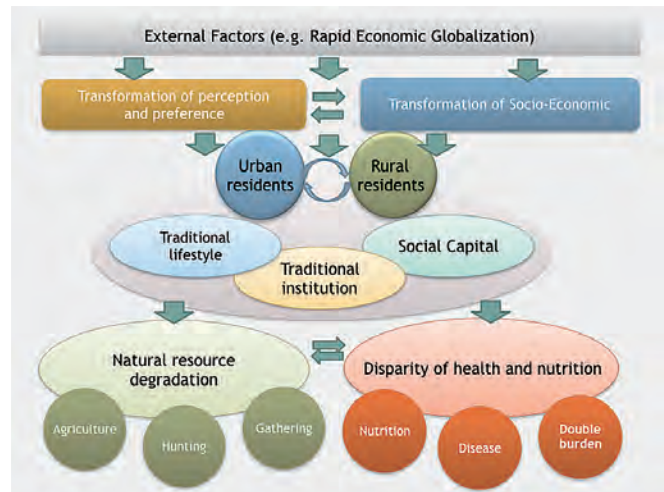 External Factors (e.g. Rapid Economic Globalization)
Transformation of perception
and preference
Transformation of Socio-Economic
Urban
residents
Rural
residents
Traditional
lifestyle
Social Capital
Traditional
institution
Natural resource
degradation
Disparity of health and nutrition
Agriculture
Hunting
Gathering
Nutrition
Disease
Double
burden